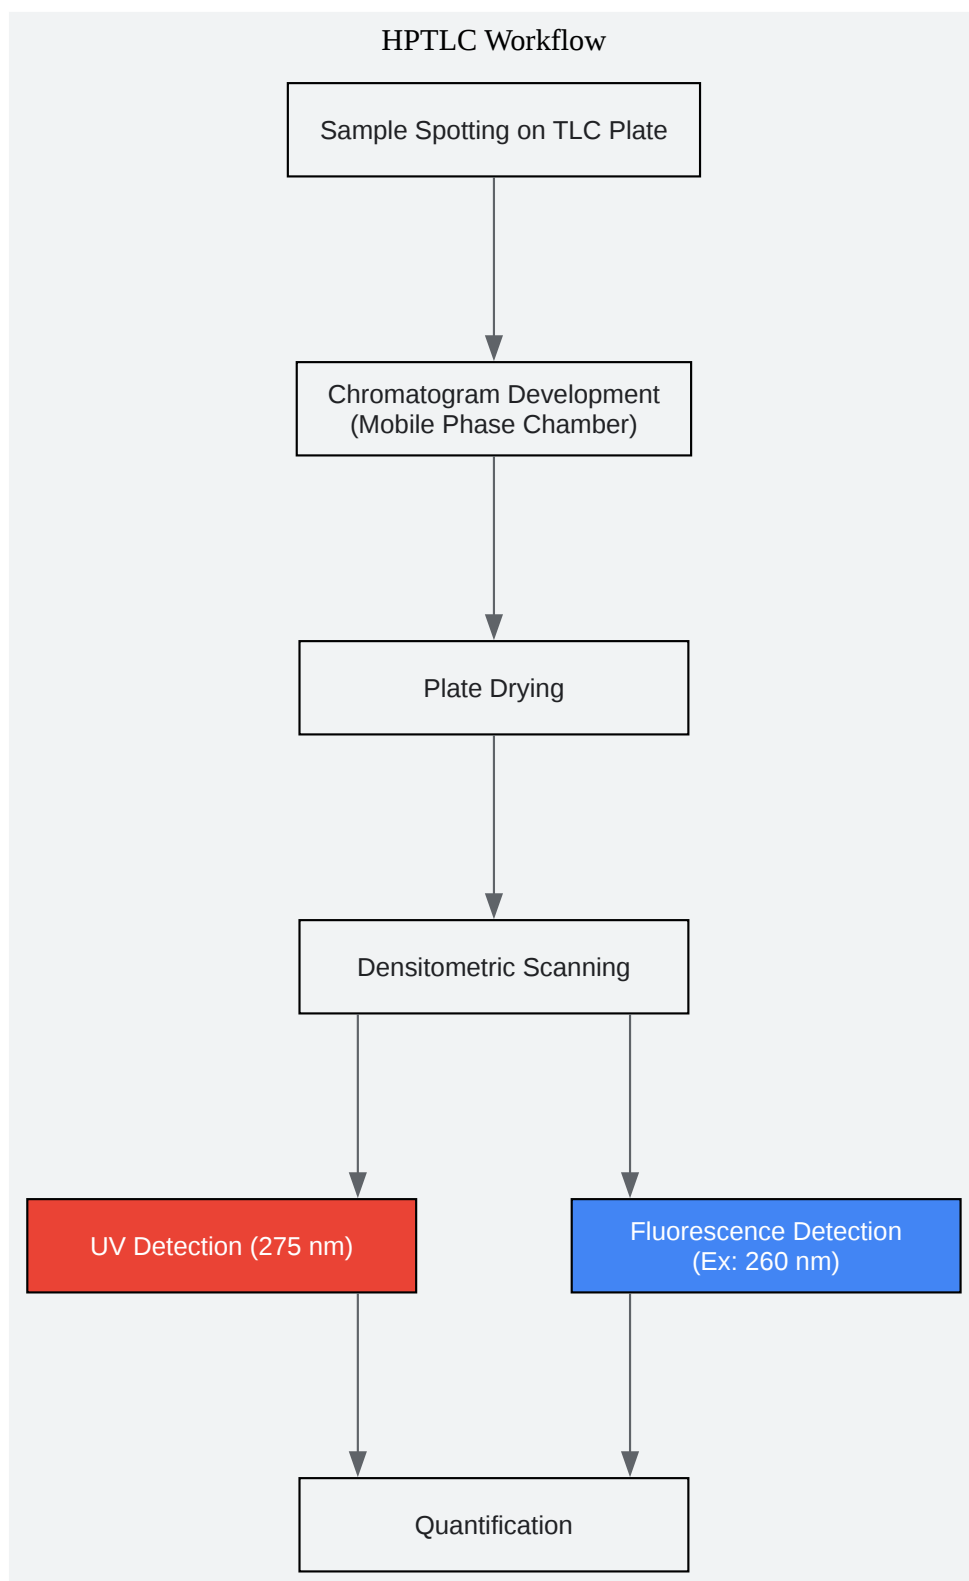 HPTLC Workflow
Sample Spotting on TLC Plate
Chromatogram Development
(Mobile Phase Chamber)
Plate Drying
Densitometric Scanning
UV Detection (275 nm)
Fluorescence Detection
(Ex: 260 nm)
Quantification